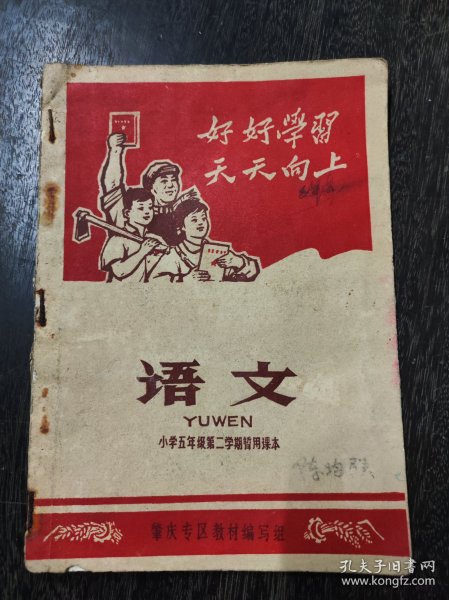 好好學習
天天向上
语文
YUWEN
小学五年级第二学期暂用课本
肇庆专区教材编写组
孔夫子旧书网
www.kongfz.com